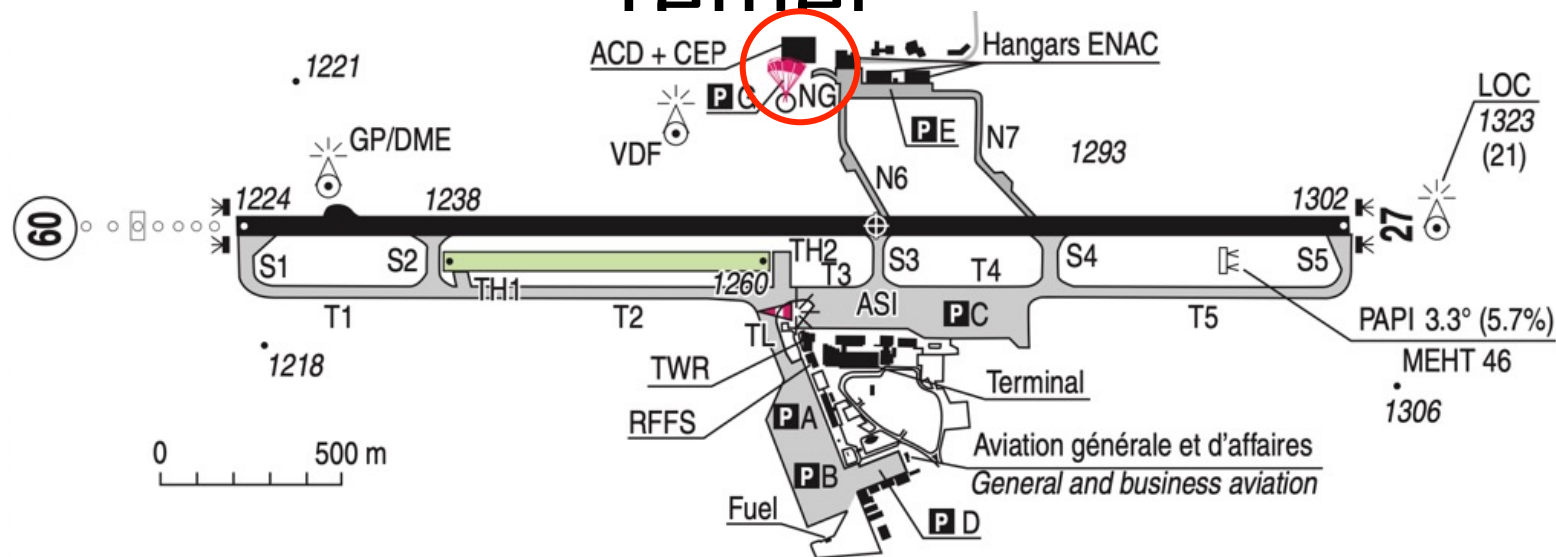 ACD + CEP
Hangars ENAC
1221
P G
NG
LOC
1323
(21)
GP/DME
VDF
P E
N7
1293
N6
09
1224
1238
1302
27
S1
S2
TH2
T3
S3
T4
S4
S5
TH1
1260
T1
T2
ASI
P C
T5
TL
PAPI 3.3° (5.7%)
MEHT 46
1218
TWR
Terminal
1306
RFFS
P A
0 500 m
Aviation générale et d'affaires
General and business aviation
P B
Fuel
P D